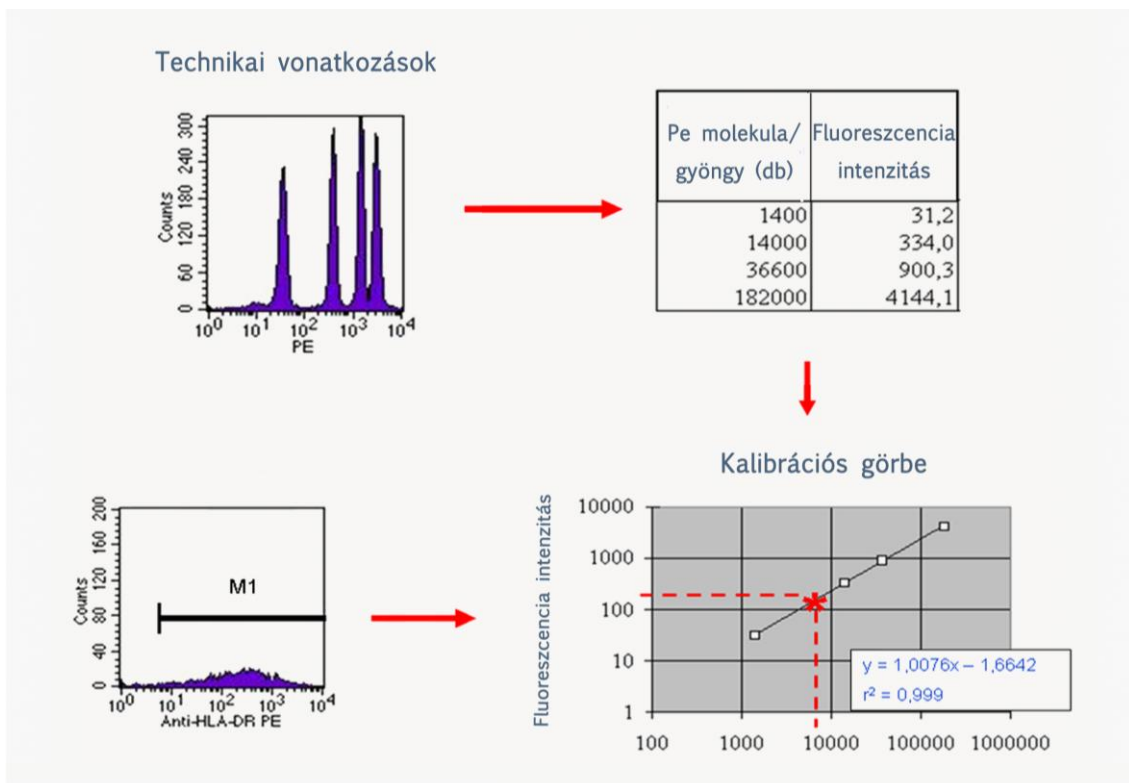 Technikai vonatkozások
Counts
300
240
180
120
60
0
10⁰ 10¹ 10² 10³ 10⁴
PE
Pe molekula/ gyöngy (db)
Fluoreszcencia intenzitás
1400 31,2
14000 334,0
36600 900,3
182000 4144,1
Counts
200
160
120
80
40
0
M1
10⁰ 10¹ 10² 10³ 10⁴
Anti-HLA-DR PE
Kalibrációs görbe
Fluoreszcencia intenzitás
10000
1000
100
10
1
y = 1,0076x – 1,6642
r² = 0,999
100 1000 10000 100000 1000000